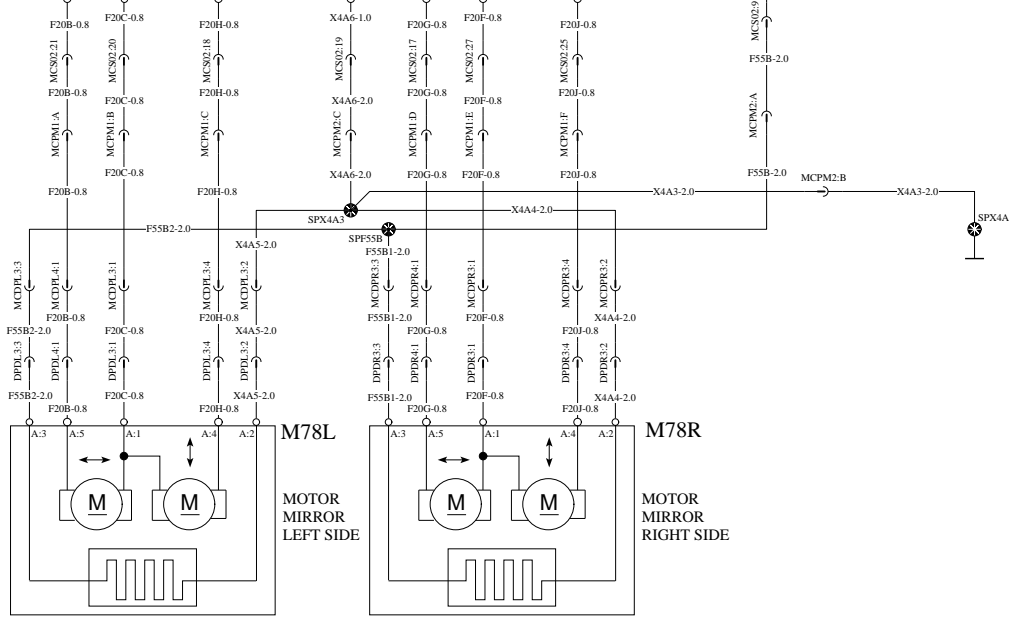 F20B-0.8
F20C-0.8
F20H-0.8
X4A6-1.0
F20G-0.8
F20F-0.8
F20J-0.8
MCS02:9
MCS02:21
MCS02:20
MCS02:18
MCS02:19
MCS02:17
MCS02:27
MCS02:25
F55B-2.0
F20B-0.8
F20C-0.8
F20H-0.8
X4A6-2.0
F20G-0.8
F20F-0.8
F20J-0.8
MCPM2:A
MCPM1:A
MCPM1:B
MCPM1:C
MCPM2:C
MCPM1:D
MCPM1:E
MCPM1:F
F20C-0.8
X4A6-2.0
F20G-0.8
F20F-0.8
F20J-0.8
F55B-2.0
MCPM2:B
F20B-0.8
F20H-0.8
X4A3-2.0
X4A3-2.0
SPX4A3
X4A4-2.0
SPX4A
F55B2-2.0
SPF55B
X4A5-2.0
F55B1-2.0
MCDPL3:3
MCDPL4:1
MCDPL3:1
MCDPL3:4
MCDPL3:2
MCDPR3:3
MCDPR4:1
MCDPR3:1
MCDPR3:4
MCDPR3:2
F20B-0.8
F20H-0.8
F55B1-2.0
F20F-0.8
X4A4-2.0
F55B2-2.0
F20C-0.8
X4A5-2.0
F20G-0.8
F20J-0.8
DPDL3:3
DPDL4:1
DPDL3:1
DPDL3:4
DPDL3:2
DPDR3:3
DPDR4:1
DPDR3:1
DPDR3:4
DPDR3:2
F55B2-2.0
F20C-0.8
X4A5-2.0
F55B1-2.0
F20F-0.8
X4A4-2.0
F20B-0.8
F20H-0.8
F20G-0.8
F20J-0.8
A:3
A:5
A:1
A:4
A:2
M78L
A:3
A:5
A:1
A:4
A:2
M78R
M
M
MOTOR
MIRROR
LEFT SIDE
M
M
MOTOR
MIRROR
RIGHT SIDE